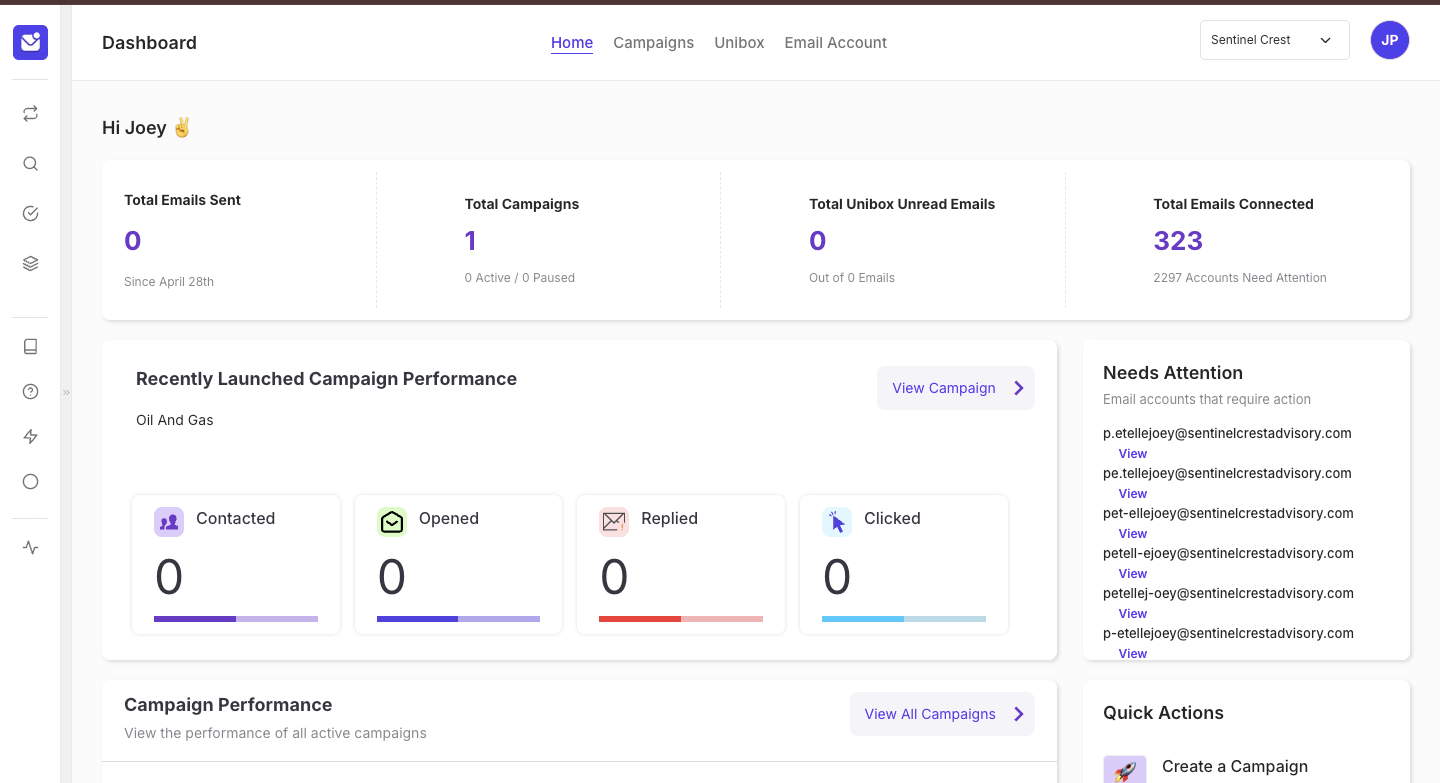 Dashboard
Home
Campaigns
Unibox
Email Account
Sentinel Crest
JP
Hi Joey ✌️
Total Emails Sent
0
Since April 28th
Total Campaigns
1
0 Active / 0 Paused
Total Unibox Unread Emails
0
Out of 0 Emails
Total Emails Connected
323
2297 Accounts Need Attention
Recently Launched Campaign Performance
View Campaign
Oil And Gas
Contacted
0
Opened
0
Replied
0
Clicked
0
Needs Attention
Email accounts that require action
p.etellejoey@sentinelcrestadvisory.com
View
pe.tellejoey@sentinelcrestadvisory.com
View
pet-ellejoey@sentinelcrestadvisory.com
View
petell-ejoey@sentinelcrestadvisory.com
View
petellej-oey@sentinelcrestadvisory.com
View
p-etellejoey@sentinelcrestadvisory.com
View
Campaign Performance
View the performance of all active campaigns
View All Campaigns
Quick Actions
Create a Campaign